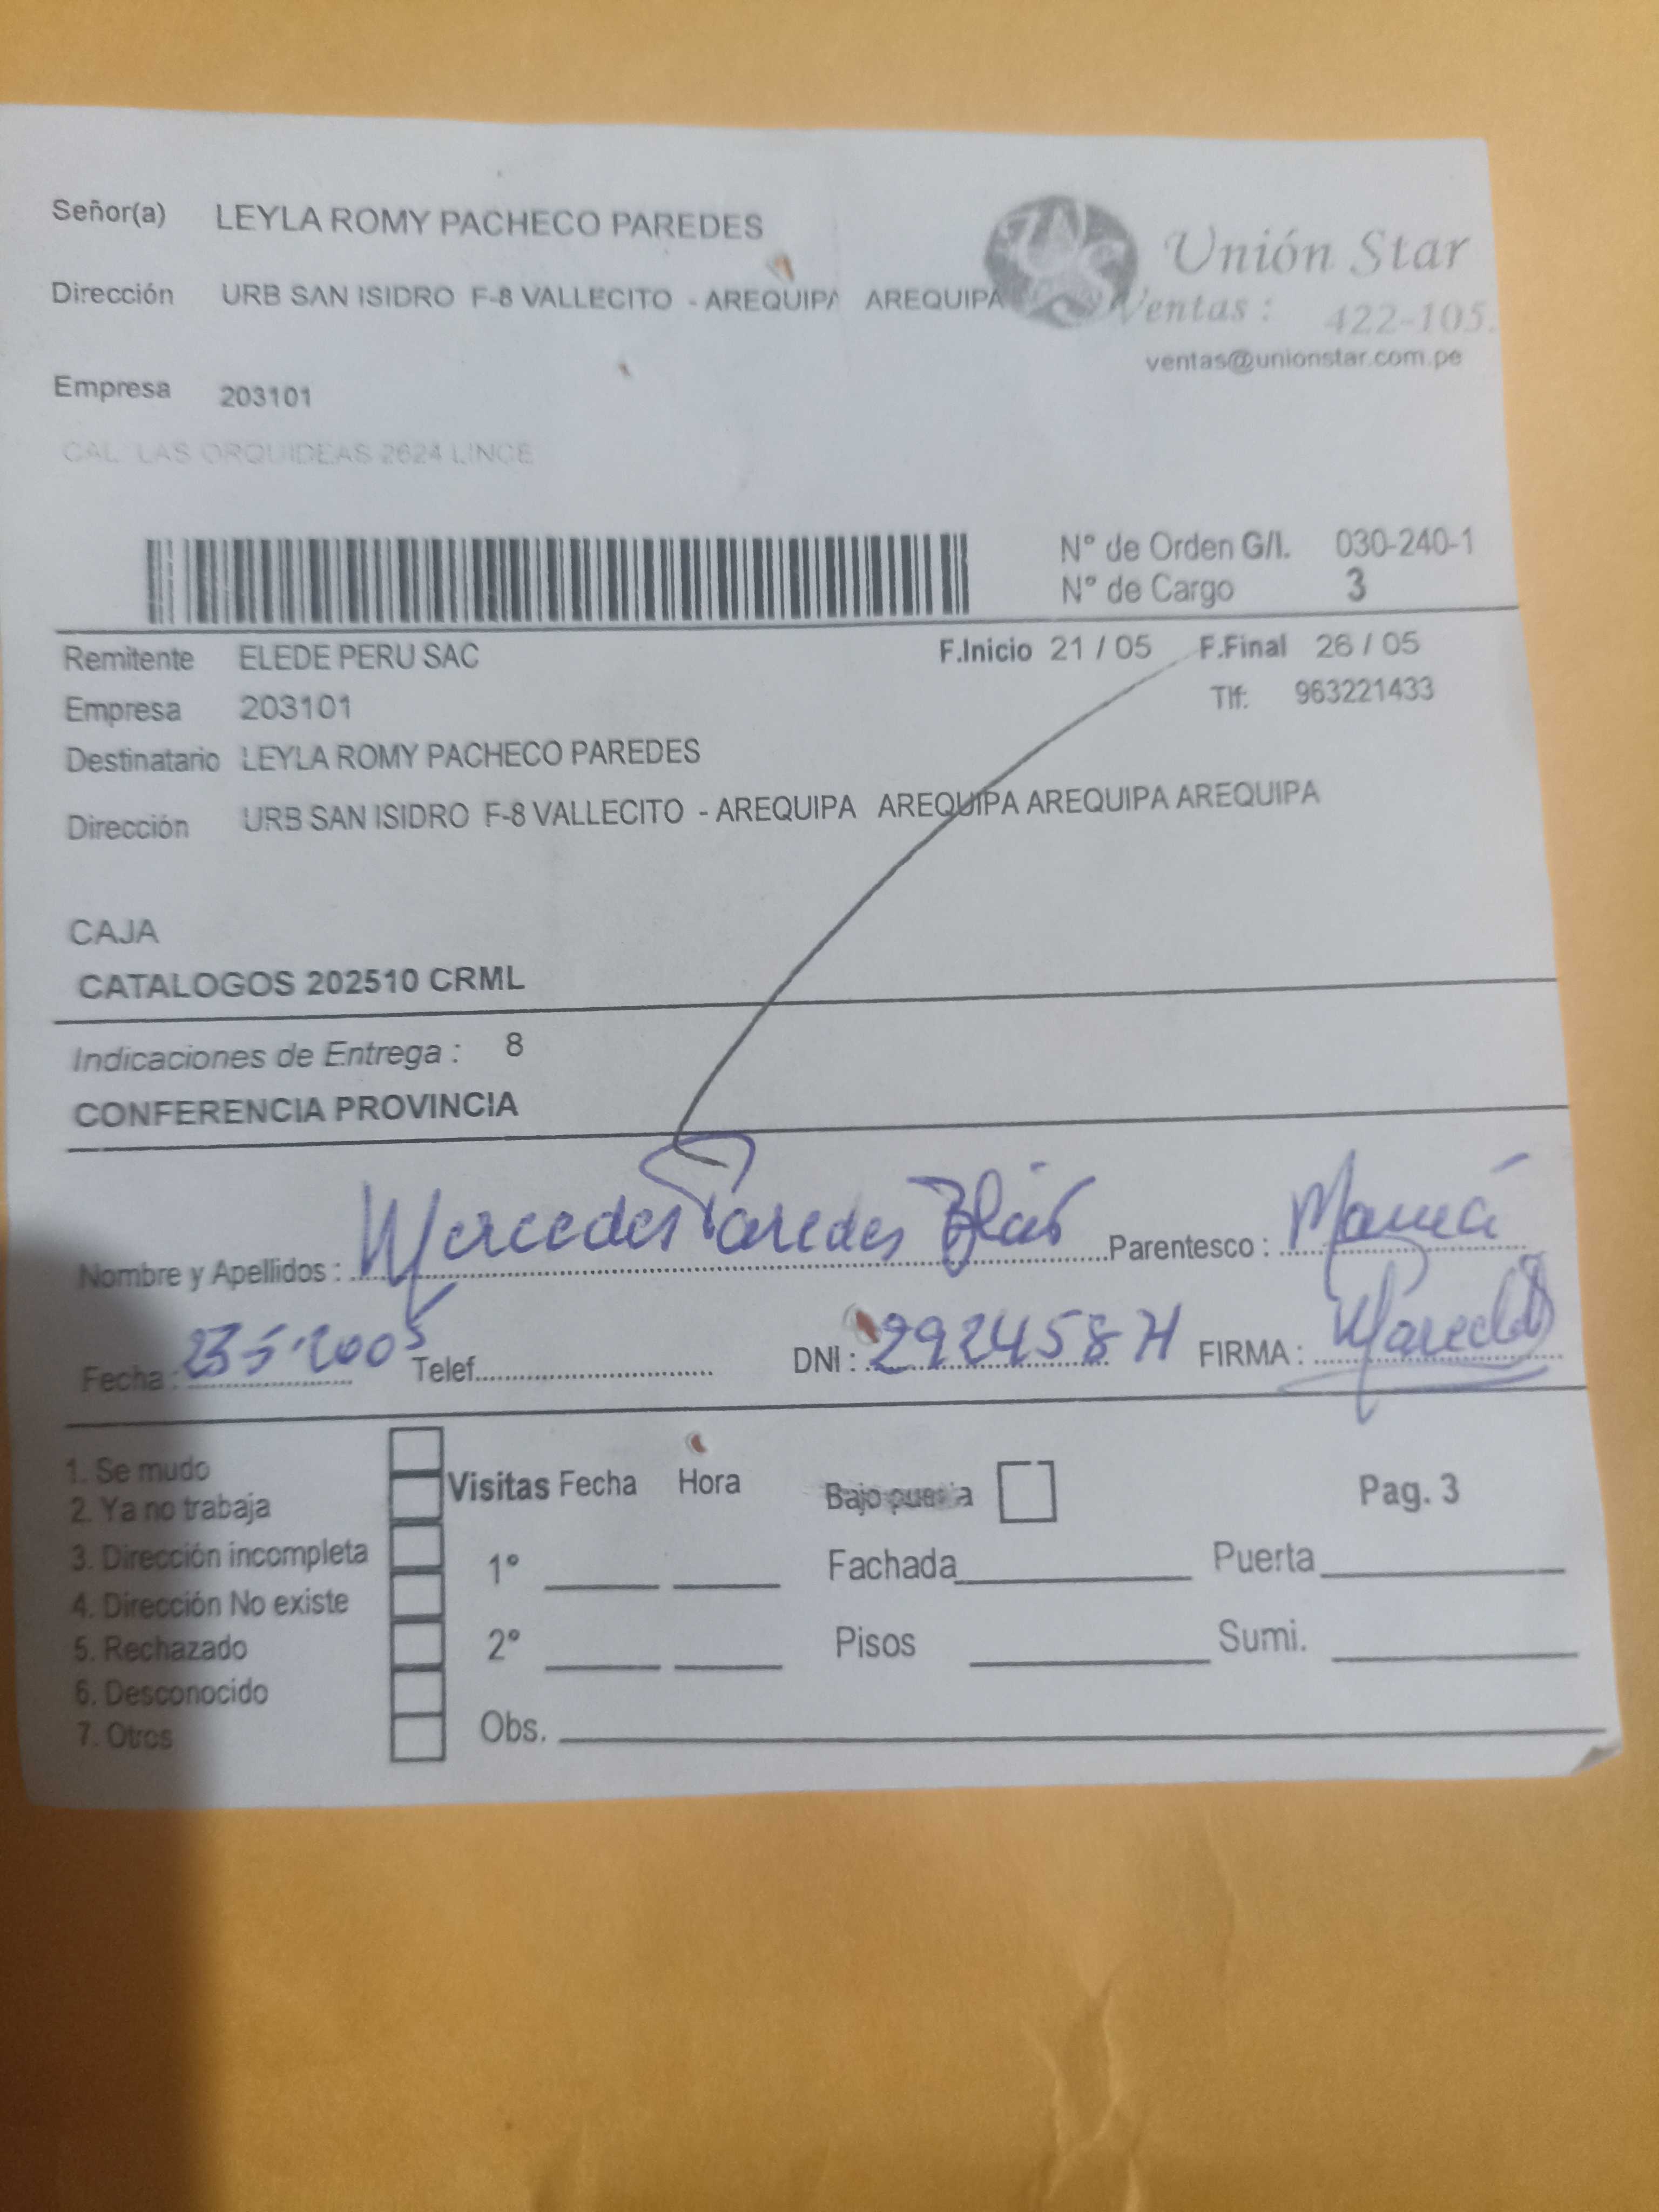 Señor(a) LEYLA ROMY PACHECO PAREDES
Unión Star
Dirección URB SAN ISIDRO F-8 VALLECITO - AREQUIPA AREQUIPA
Ventas : 422-105.
ventas@unionstar.com.pe
Empresa 203101
CAL. LAS ORQUIDEAS 2624 LINCE
N° de Orden G/I. 030-240-1
N° de Cargo 3
Remitente ELEDE PERU SAC F.Inicio 21 / 05 F.Final 26 / 05
Empresa 203101 Tlf: 963221433
Destinatario LEYLA ROMY PACHECO PAREDES
Dirección URB SAN ISIDRO F-8 VALLECITO - AREQUIPA AREQUIPA AREQUIPA AREQUIPA
CAJA
CATALOGOS 202510 CRML
Indicaciones de Entrega : 8
CONFERENCIA PROVINCIA
Nombre y Apellidos : Mercedes Paredes Parentesco : Mamá
Fecha : Telef. DNI : 2924458 FIRMA : MParedes
1. Se mudo
2. Ya no trabaja Visitas Fecha Hora Bajo puerta Pag. 3
3. Dirección incompleta 1° Fachada Puerta
4. Dirección No existe
5. Rechazado 2° Pisos Sumi.
6. Desconocido
7. Otros Obs.